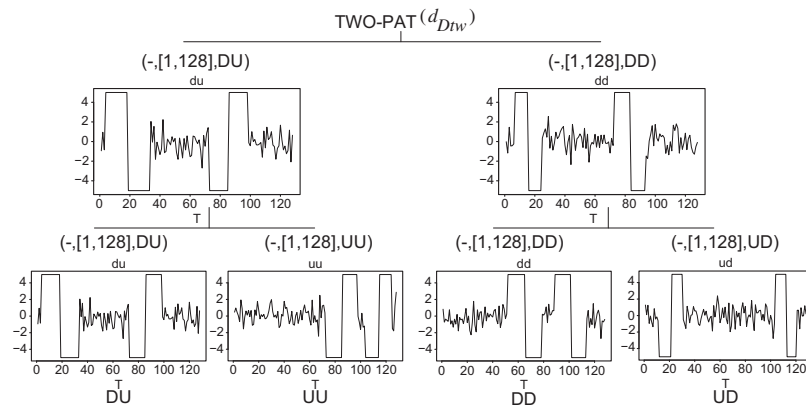 TWO-PAT(d_Dtw)
(-,[1,128],DU) (-,[1,128],DD)
du dd
4 4
2 2
0 0
−2 −2
−4 −4
0 20 40 60 80 100 120 0 20 40 60 80 100 120
T T
(-,[1,128],DU) (-,[1,128],UU) (-,[1,128],DD) (-,[1,128],UD)
du uu dd ud
4 4 4 4
2 2 2 2
0 0 0 0
−2 −2 −2 −2
−4 −4 −4 −4
0 20 40 60 80 100 120 0 20 40 60 80 100 120 0 20 40 60 80 100 120 0 20 40 60 80 100 120
T T T T
DU UU DD UD